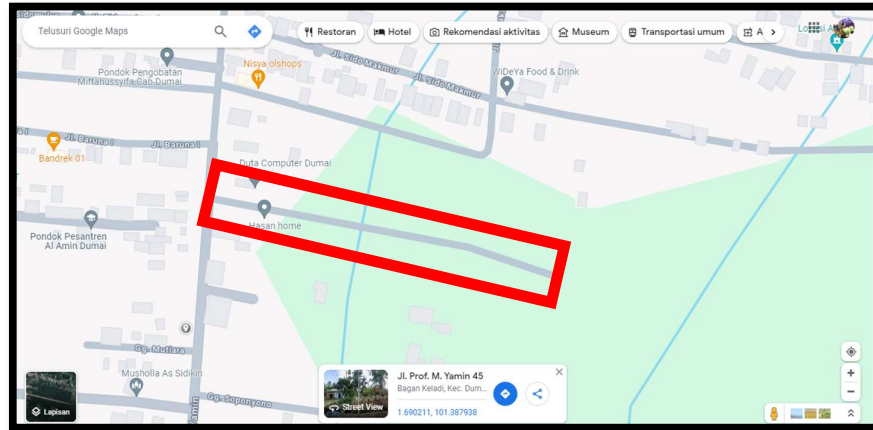 Telusuri Google Maps
Restoran
Hotel
Rekomendasi aktivitas
Museum
Transportasi umum
A
Pondok Pengobatan
Miftahussyifa Cab Dumai
Nisya olshops
Jl. Sido Makmur
Jl. Sido Makmur
WiDeYa Food & Drink
Jl. Baruna I
Jl. Baruna I
Bandrek 01
Duta Computer Dumai
Hasan home
Pondok Pesantren
Al Amin Dumai
Gg. Mutiara
Musholla As Sidikin
Gg. Soponyono
Lapisan
Street View
Jl. Prof. M. Yamin 45
Bagan Keladi, Kec. Dum...
1.690211, 101.387938